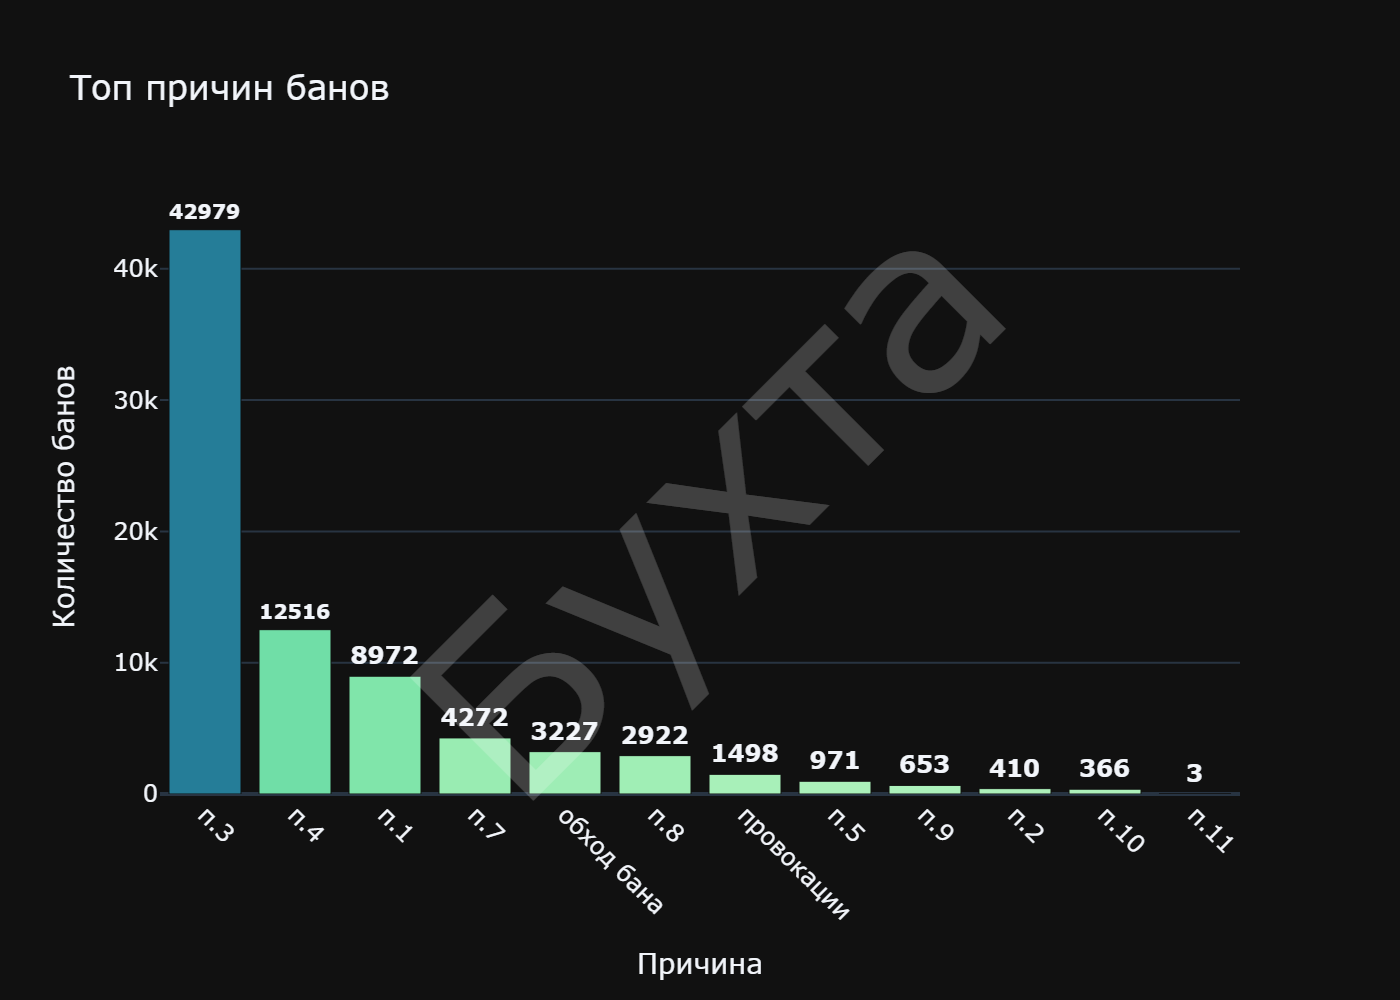 Топ причин банов
Количество банов
40k
30k
20k
10k
0
42979
12516
8972
4272
3227
2922
1498
971
653
410
366
3
п.3
п.4
п.1
п.7
обход бана
п.8
провокации
п.5
п.9
п.2
п.10
п.11
Причина
Бухта